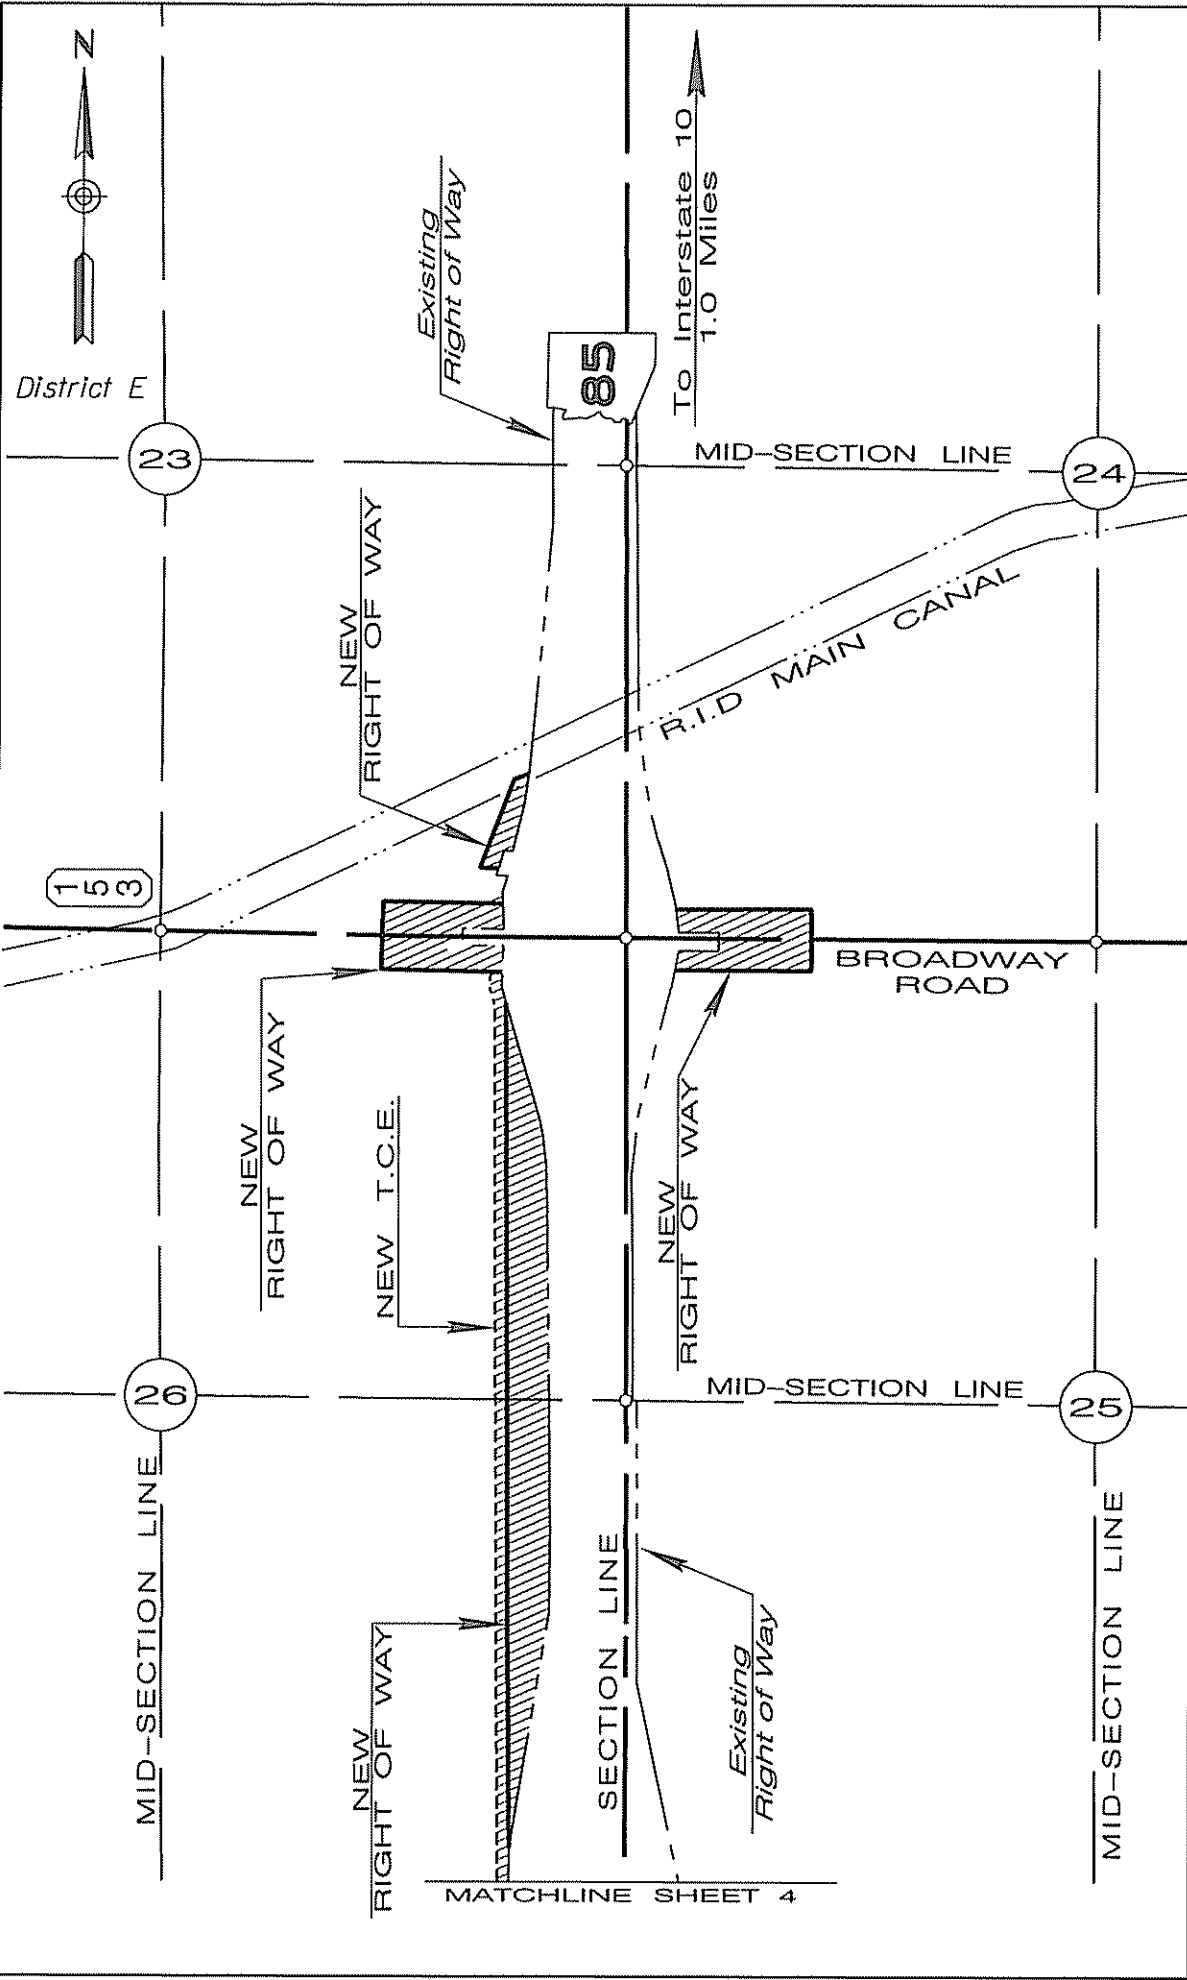 N
District E
Existing
Right of Way
85
To Interstate 10
1.0 Miles
23
MID-SECTION LINE
24
NEW
RIGHT OF WAY
R.I.D MAIN CANAL
153
BROADWAY
ROAD
NEW
RIGHT OF WAY
NEW T.C.E.
NEW
RIGHT OF WAY
26
MID-SECTION LINE
25
MID-SECTION LINE
NEW
RIGHT OF WAY
SECTION LINE
Existing
Right of Way
MID-SECTION LINE
MATCHLINE SHEET 4